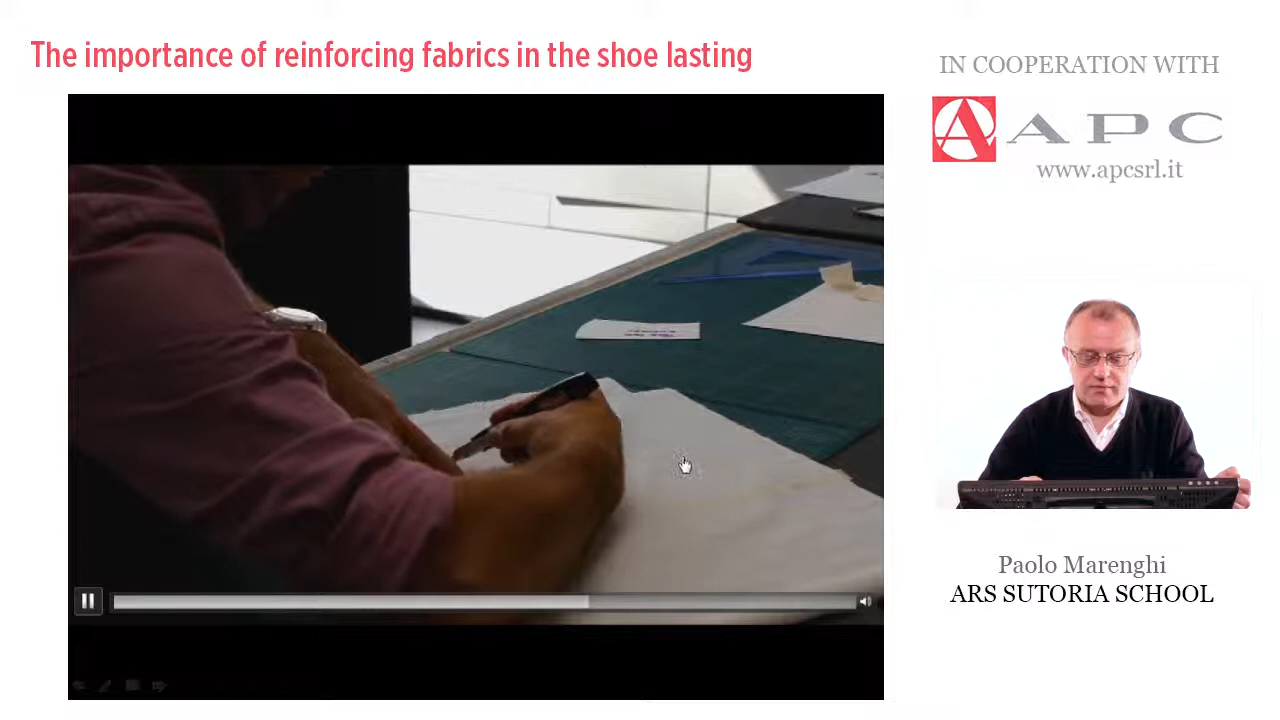 The importance of reinforcing fabrics in the shoe lasting
IN COOPERATION WITH
APC
www.apcsrl.it
Paolo Marenghi
ARS SUTORIA SCHOOL